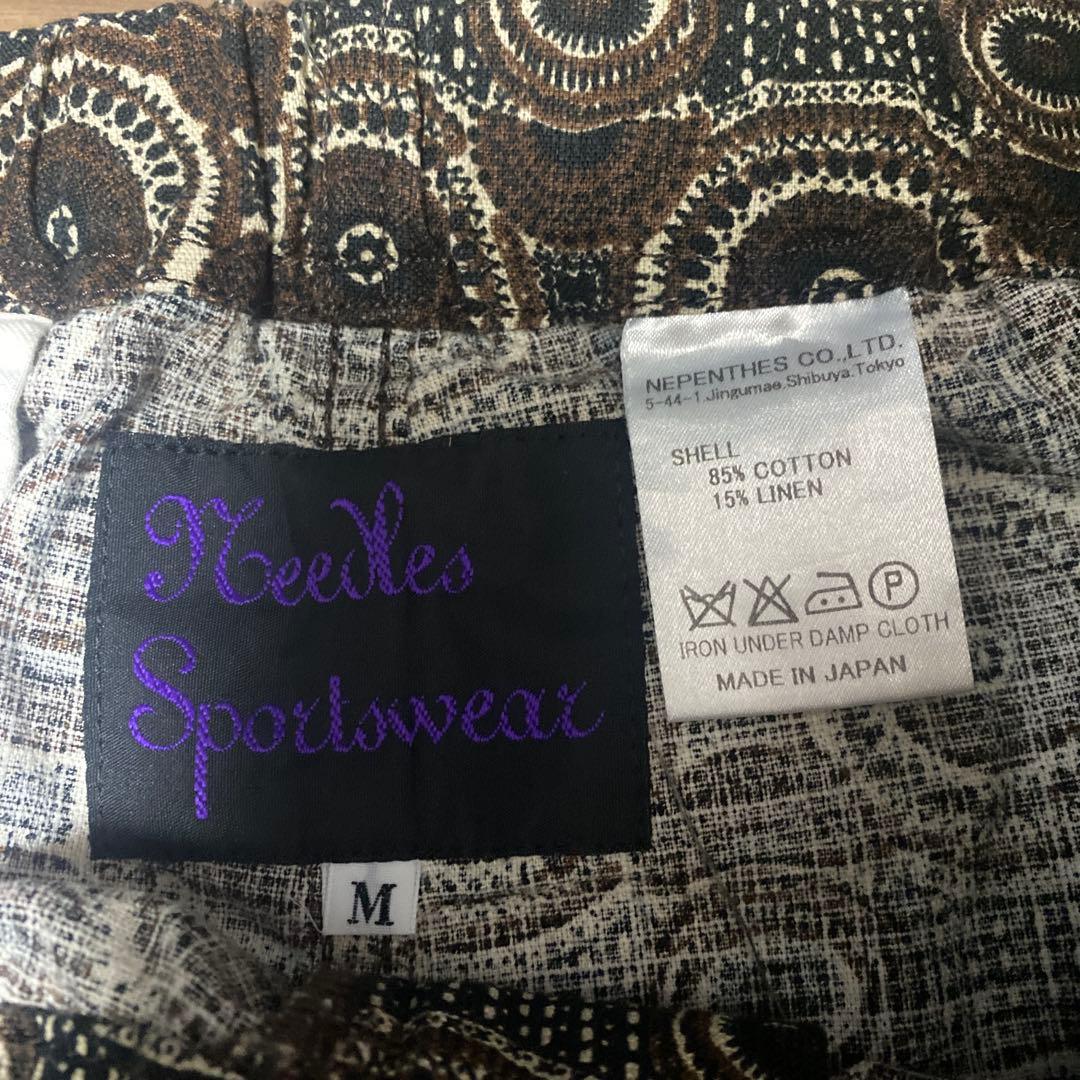 NEPENTHES CO.,LTD.
5-44-1.Jingumae.Shibuya.Tokyo
SHELL
85% COTTON
15% LINEN
P
IRON UNDER DAMP CLOTH
MADE IN JAPAN
Needles
Sportswear
M